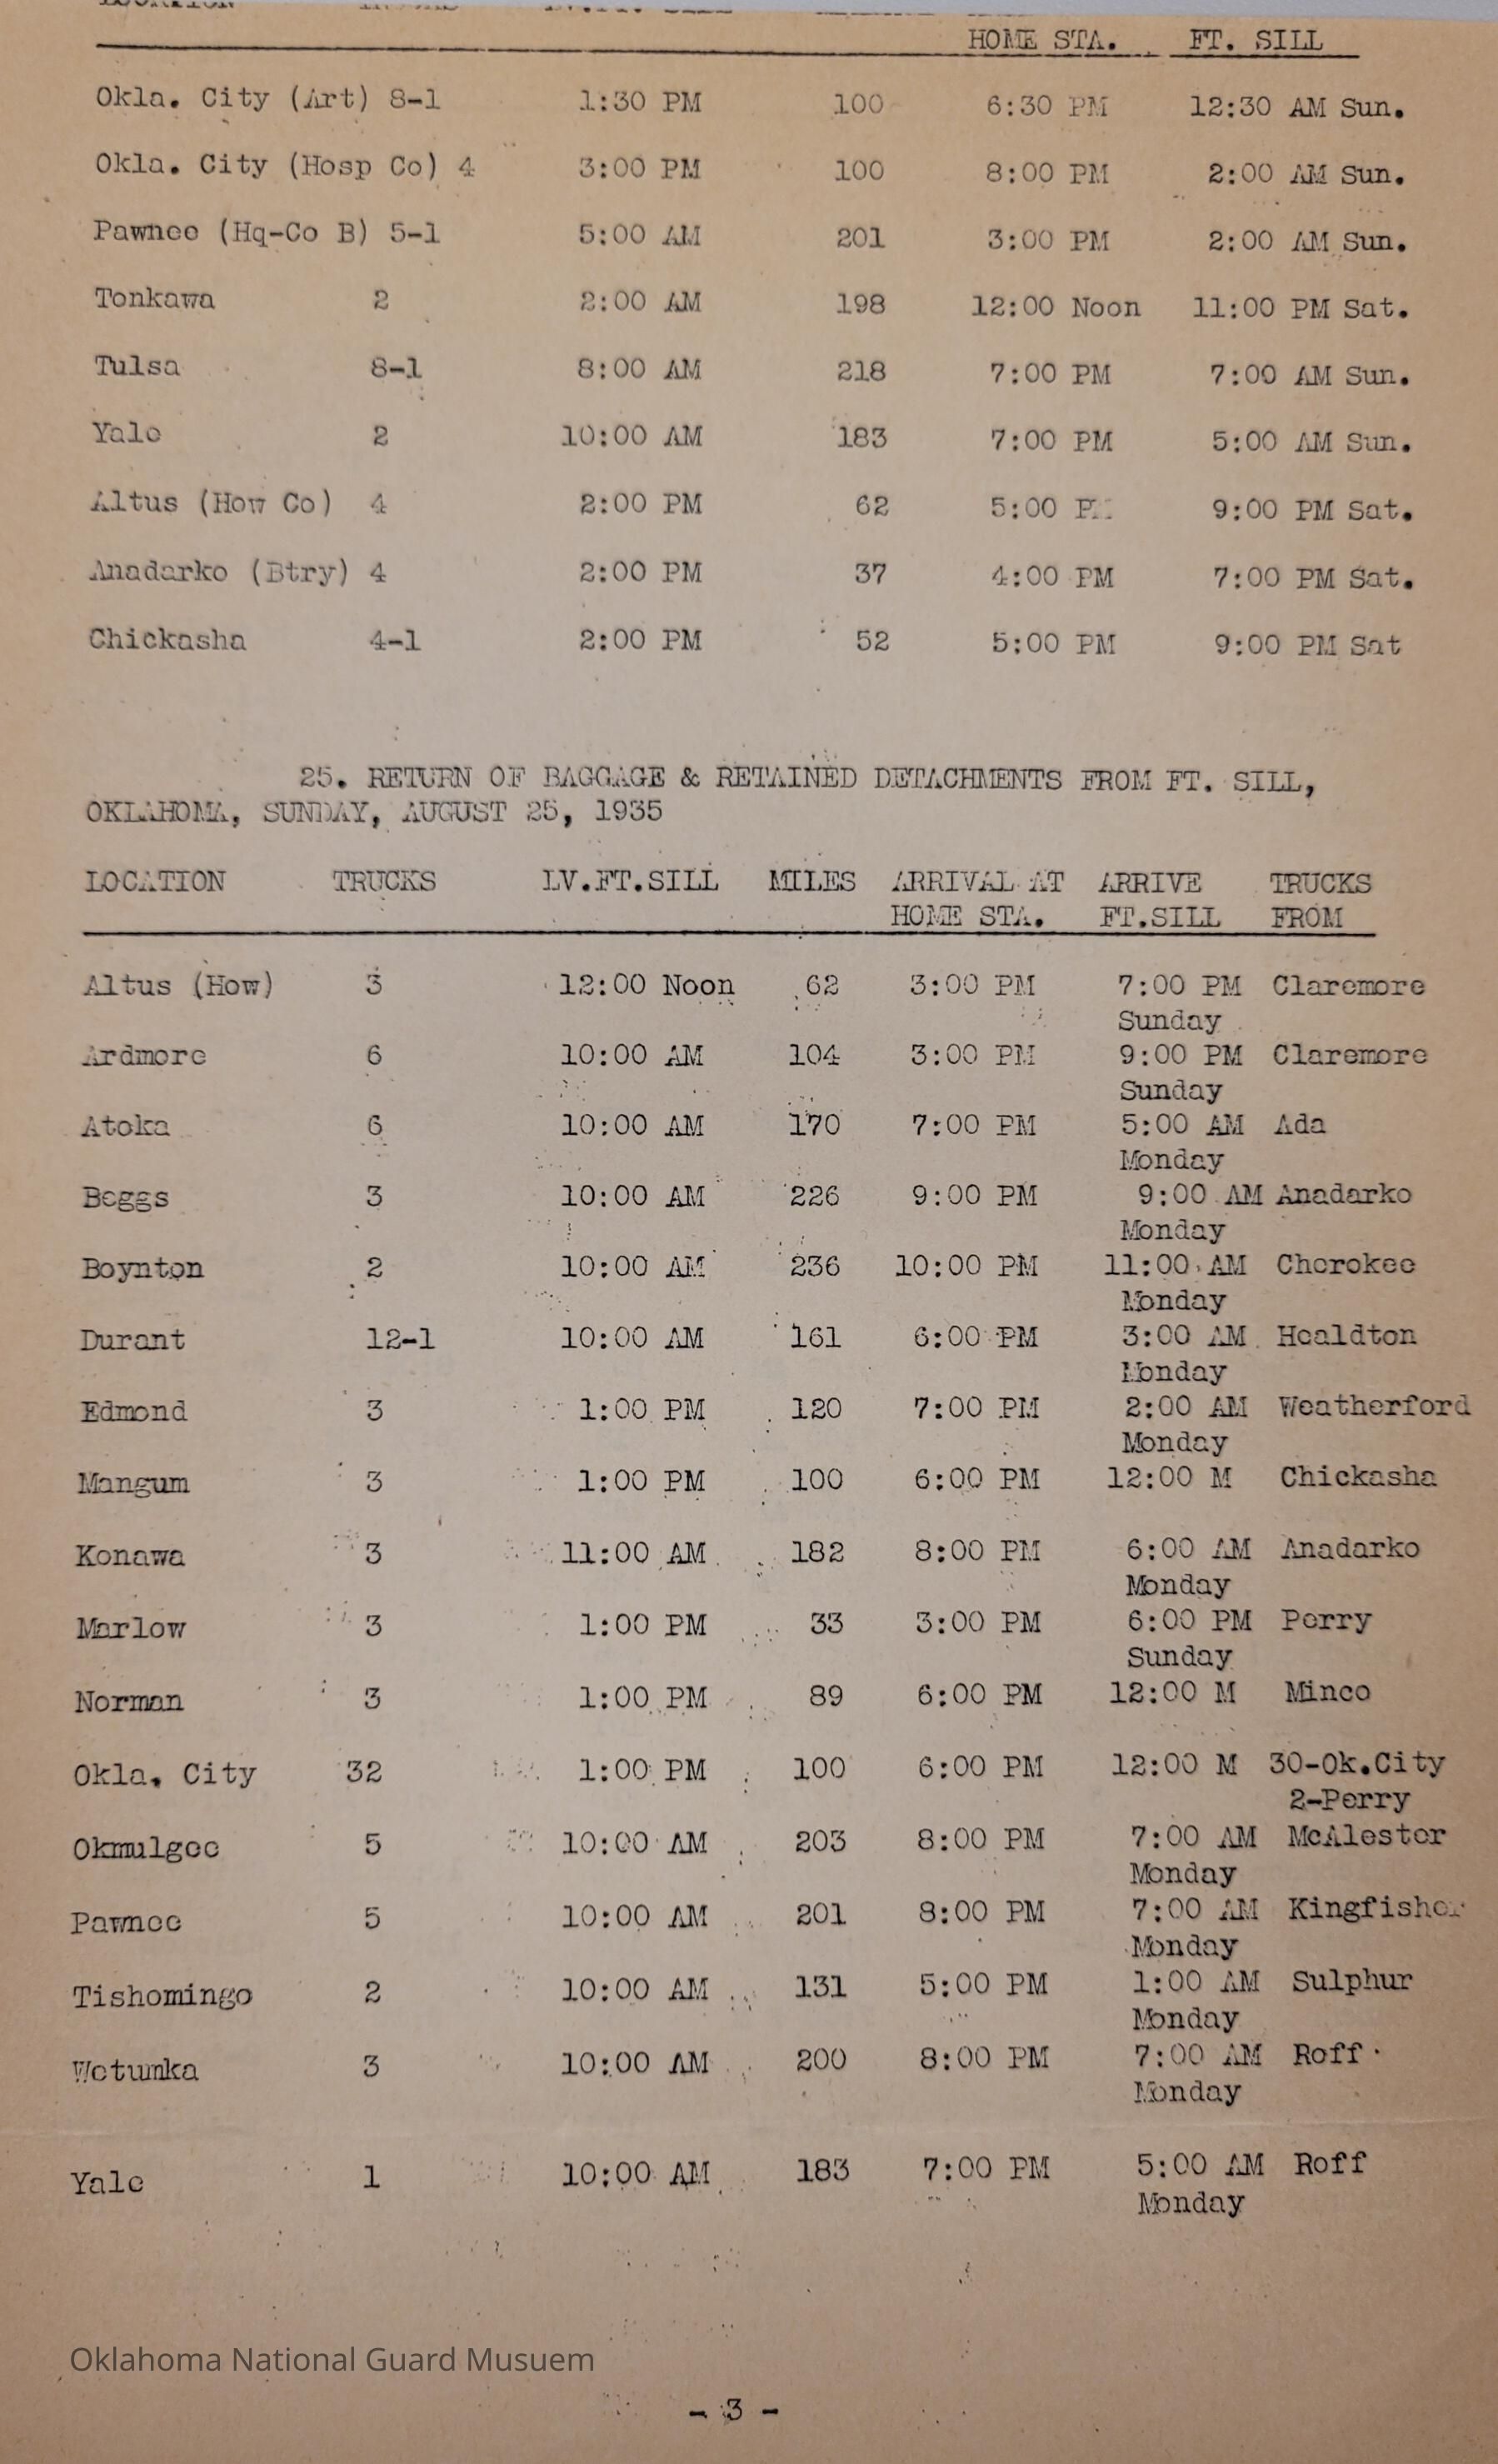 HOME STA. FT. SILL
Okla. City (Art) 8-1 1:30 PM 100 6:30 PM 12:30 AM Sun.
Okla. City (Hosp Co) 4 3:00 PM 100 8:00 PM 2:00 AM Sun.
Pawnee (Hq-Co B) 5-1 5:00 AM 201 3:00 PM 2:00 AM Sun.
Tonkawa 2 2:00 AM 198 12:00 Noon 11:00 PM Sat.
Tulsa 8-1 8:00 AM 218 7:00 PM 7:00 AM Sun.
Yale 2 10:00 AM 183 7:00 PM 5:00 AM Sun.
Altus (How Co) 4 2:00 PM 62 5:00 P 9:00 PM Sat.
Anadarko (Btry) 4 2:00 PM 37 4:00 PM 7:00 PM Sat.
Chickasha 4-1 2:00 PM 52 5:00 PM 9:00 PM Sat
25. RETURN OF BAGGAGE & RETAINED DETACHMENTS FROM FT. SILL,
OKLAHOMA, SUNDAY, AUGUST 25, 1935
LOCATION TRUCKS LV.FT.SILL MILES ARRIVAL AT ARRIVE TRUCKS
HOME STA. FT.SILL FROM
Altus (How) 3 12:00 Noon 62 3:00 PM 7:00 PM Claremore
Sunday
Ardmore 6 10:00 AM 104 3:00 PM 9:00 PM Claremore
Sunday
Atoka 6 10:00 AM 170 7:00 PM 5:00 AM Ada
Monday
Beggs 3 10:00 AM 226 9:00 PM 9:00 AM Anadarko
Monday
Boynton 2 10:00 AM 236 10:00 PM 11:00 AM Cherokee
Monday
Durant 12-1 10:00 AM 161 6:00 PM 3:00 AM Healdton
Monday
Edmond 3 1:00 PM 120 7:00 PM 2:00 AM Weatherford
Monday
Mangum 3 1:00 PM 100 6:00 PM 12:00 M Chickasha
Konawa 3 11:00 AM 182 8:00 PM 6:00 AM Anadarko
Monday
Marlow 3 1:00 PM 33 3:00 PM 6:00 PM Perry
Sunday
Norman 3 1:00 PM 89 6:00 PM 12:00 M Minco
Okla. City 32 1:00 PM 100 6:00 PM 12:00 M 30-Ok.City
2-Perry
Okmulgee 5 10:00 AM 203 8:00 PM 7:00 AM McAlester
Monday
Pawnee 5 10:00 AM 201 8:00 PM 7:00 AM Kingfisher
Monday
Tishomingo 2 10:00 AM 131 5:00 PM 1:00 AM Sulphur
Monday
Wetumka 3 10:00 AM 200 8:00 PM 7:00 AM Roff
Monday
Yale 1 10:00 AM 183 7:00 PM 5:00 AM Roff
Monday
Oklahoma National Guard Musuem
- 3 -